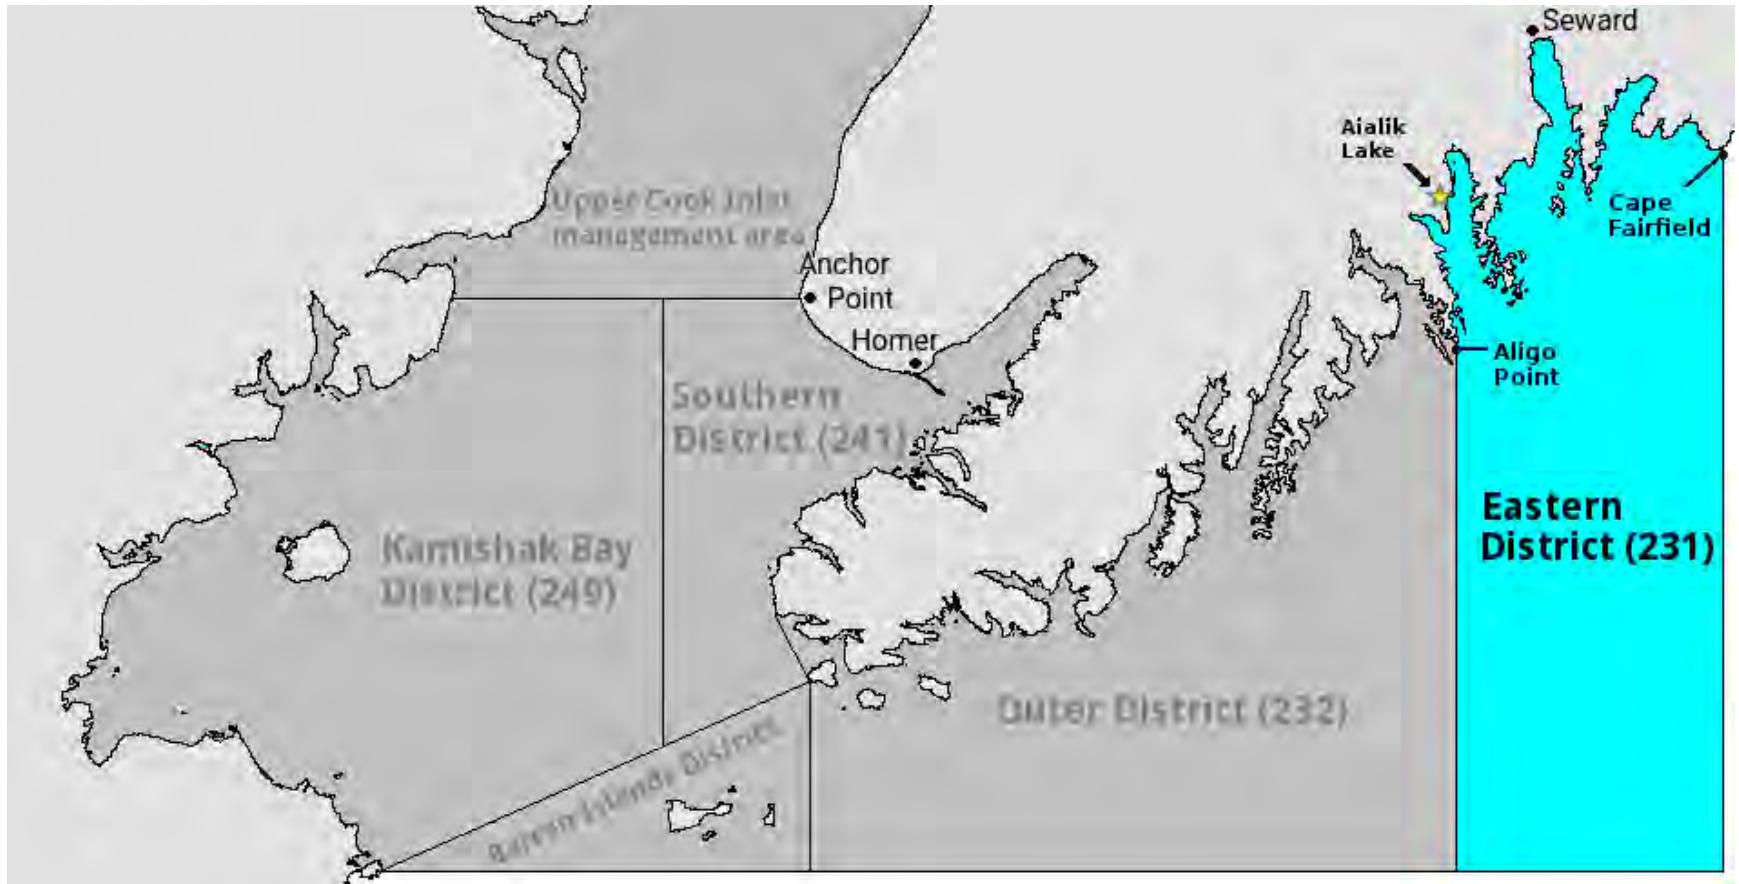 Seward
Aialik
Lake
Upper Cook Inlet
management area
Cape
Fairfield
Anchor
Point
Homer
Aligo
Point
Southern
District (241)
Eastern
District (231)
Kamishak Bay
District (249)
Outer District (232)
Barren Islands District